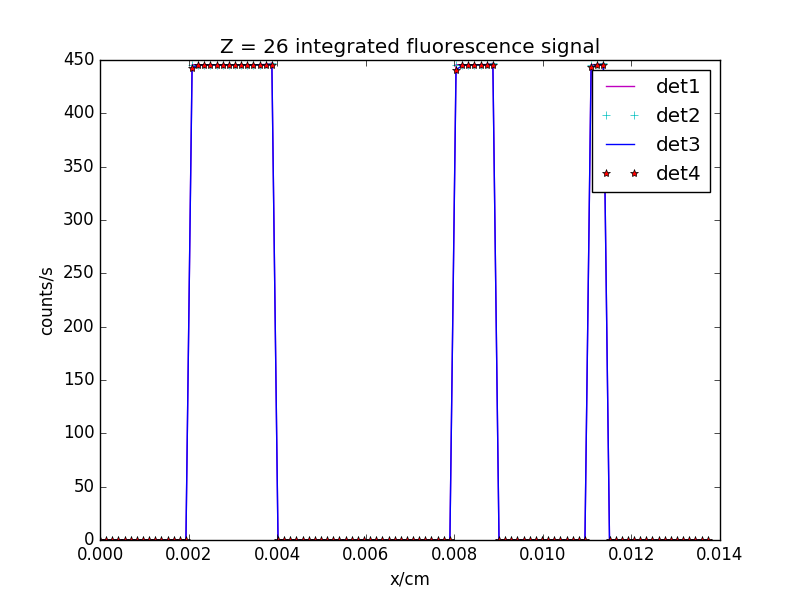 Z = 26 integrated fluorescence signal
450
400
350
300
250
200
150
100
50
0
counts/s
det1
det2
det3
det4
0.000 0.002 0.004 0.006 0.008 0.010 0.012 0.014
x/cm